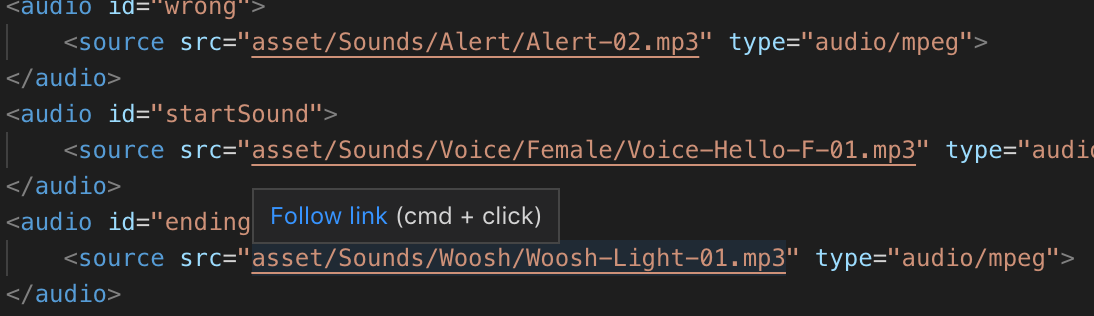 <audio id="wrong">
<source src="asset/Sounds/Alert/Alert-02.mp3" type="audio/mpeg">
</audio>
<audio id="startSound">
<source src="asset/Sounds/Voice/Female/Voice-Hello-F-01.mp3" type="audio
</audio>
Follow link (cmd + click)
<audio id="ending
<source src="asset/Sounds/Woosh/Woosh-Light-01.mp3" type="audio/mpeg">
</audio>